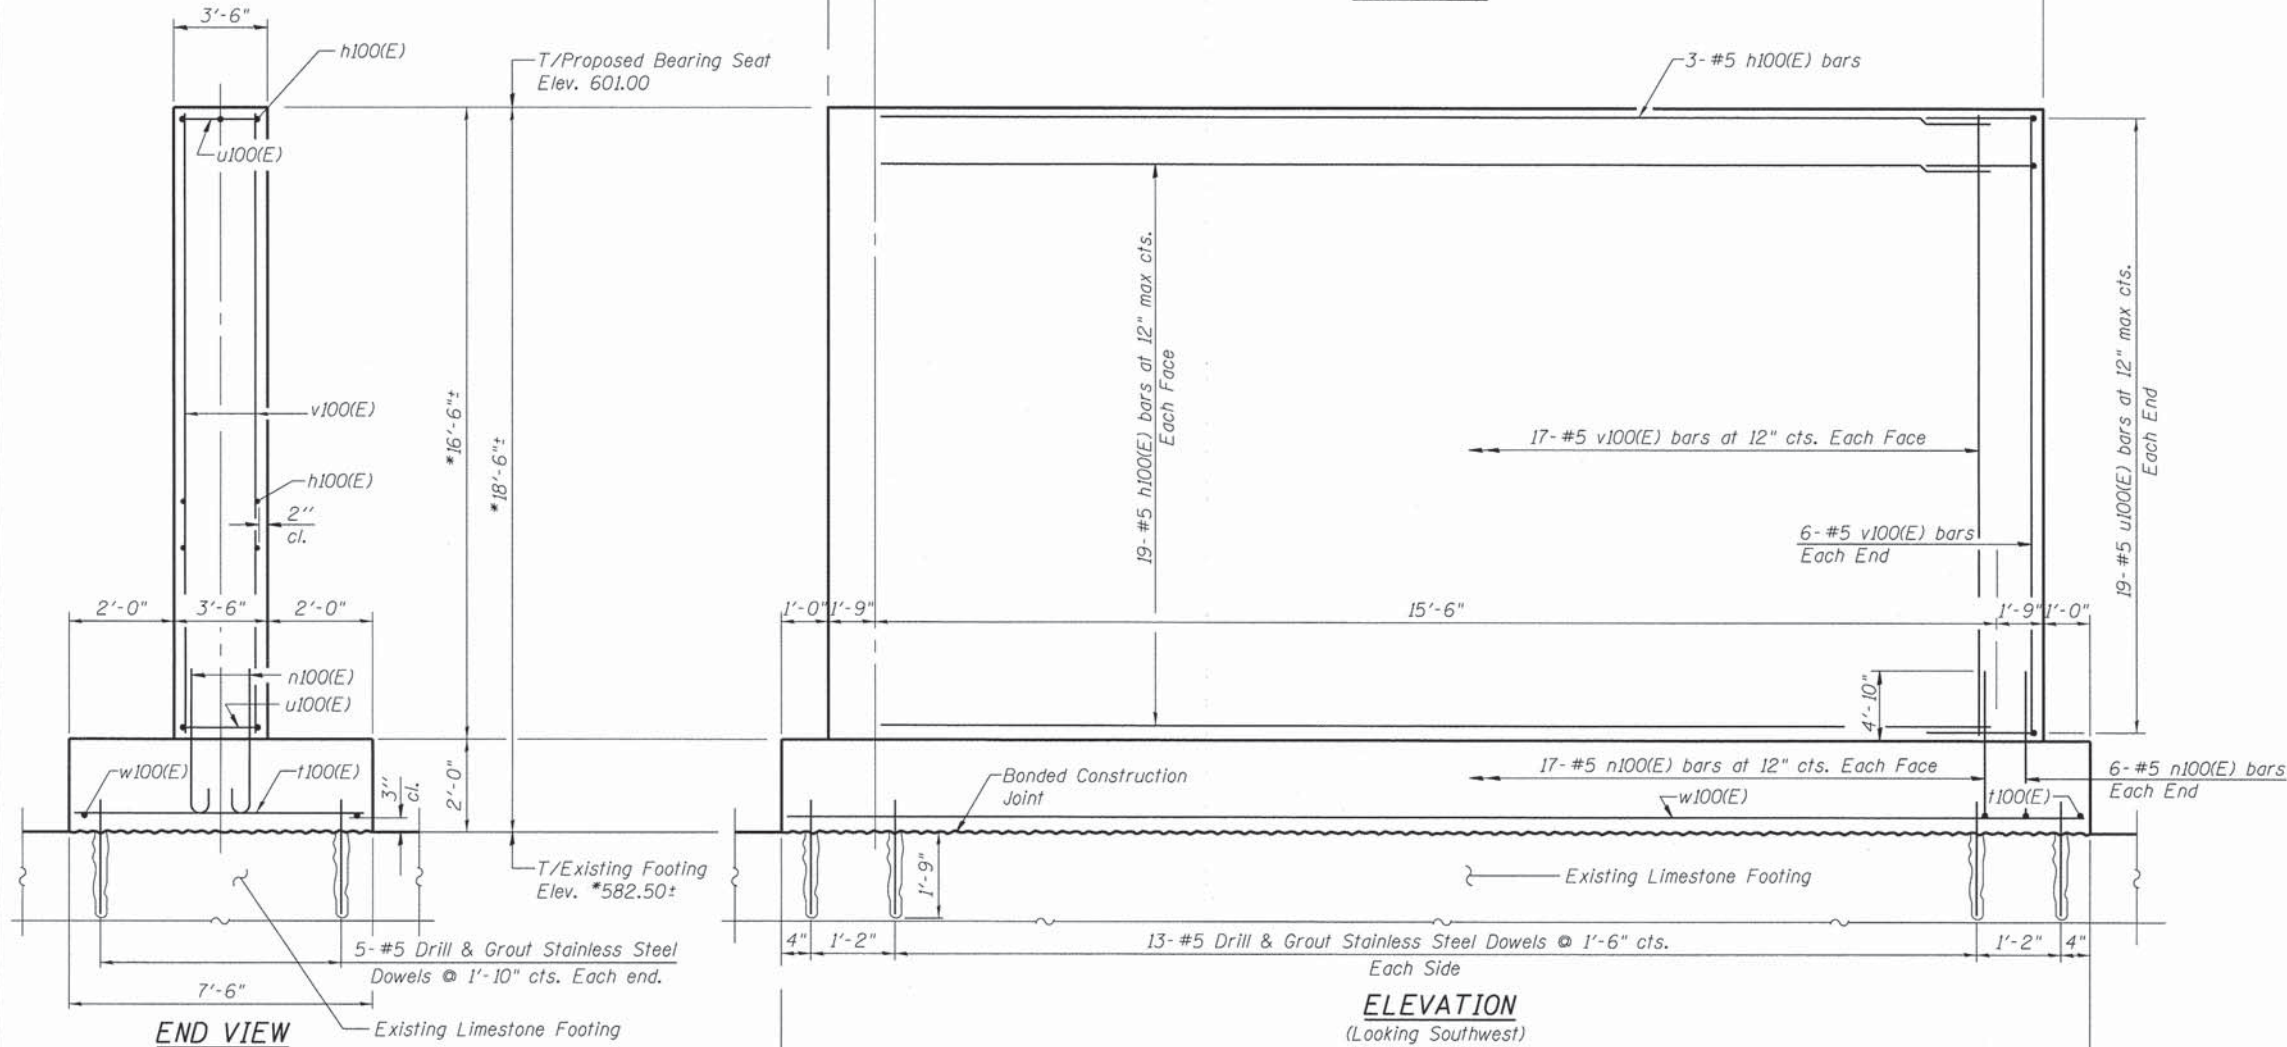 3'-6"
h100(E)
T/Proposed Bearing Seat
Elev. 601.00
u100(E)
v100(E)
*16'-6"±
*18'-6"±
h100(E)
2"
cl.
2'-0"
3'-6"
2'-0"
n100(E)
u100(E)
w100(E)
t100(E)
3"
cl.
2'-0"
T/Existing Footing
Elev. *582.50±
5-#5 Drill & Grout Stainless Steel
Dowels @ 1'-10" cts. Each end.
7'-6"
END VIEW
Existing Limestone Footing
3-#5 h100(E) bars
19-#5 h100(E) bars at 12" max cts.
Each Face
17-#5 v100(E) bars at 12" cts. Each Face
6-#5 v100(E) bars
Each End
19-#5 u100(E) bars at 12" max cts.
Each End
1'-0"
1'-9"
15'-6"
1'-9"
1'-0"
4'-10"
Bonded Construction
Joint
17-#5 n100(E) bars at 12" cts. Each Face
w100(E)
t100(E)
6-#5 n100(E) bars
Each End
1'-9"
Existing Limestone Footing
4"
1'-2"
13-#5 Drill & Grout Stainless Steel Dowels @ 1'-6" cts.
Each Side
1'-2"
4"
ELEVATION
(Looking Southwest)